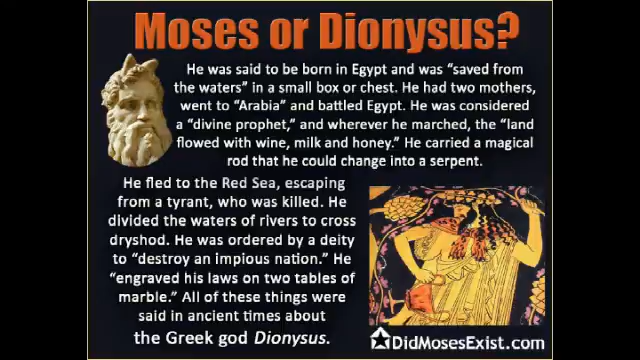 Moses or Dionysus?
He was said to be born in Egypt and was “saved from
the waters” in a small box or chest. He had two mothers,
went to “Arabia” and battled Egypt. He was considered
a “divine prophet,” and wherever he marched, the “land
flowed with wine, milk and honey.” He carried a magical
rod that he could change into a serpent.
He fled to the Red Sea, escaping
from a tyrant, who was killed. He
divided the waters of rivers to cross
dryshod. He was ordered by a deity
to “destroy an impious nation.” He
“engraved his laws on two tables of
marble.” All of these things were
said in ancient times about
the Greek god Dionysus.
DidMosesExist.com